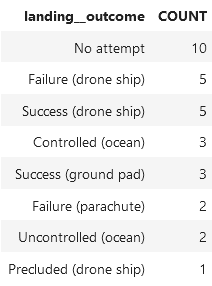 landing__outcome COUNT
No attempt 10
Failure (drone ship) 5
Success (drone ship) 5
Controlled (ocean) 3
Success (ground pad) 3
Failure (parachute) 2
Uncontrolled (ocean) 2
Precluded (drone ship) 1